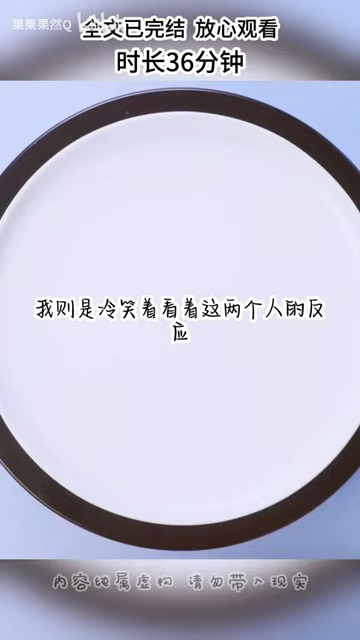 果果果然Q
全文已完结 放心观看
时长36分钟
我则是冷笑着看着这两个人的反
应
内容纯属虚构 请勿带入现实